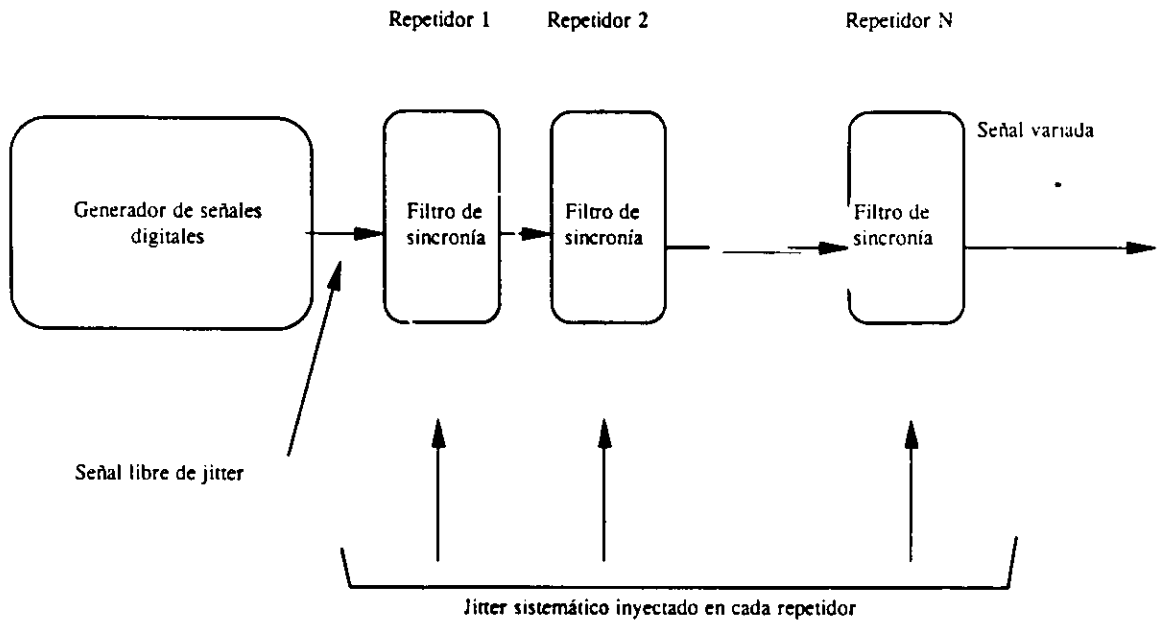 Repetidor 1
Repetidor 2
Repetidor N
Señal variada
Generador de señales
digitales
Filtro de
sincronía
Filtro de
sincronía
Filtro de
sincronía
Señal libre de jitter
Jitter sistemático inyectado en cada repetidor